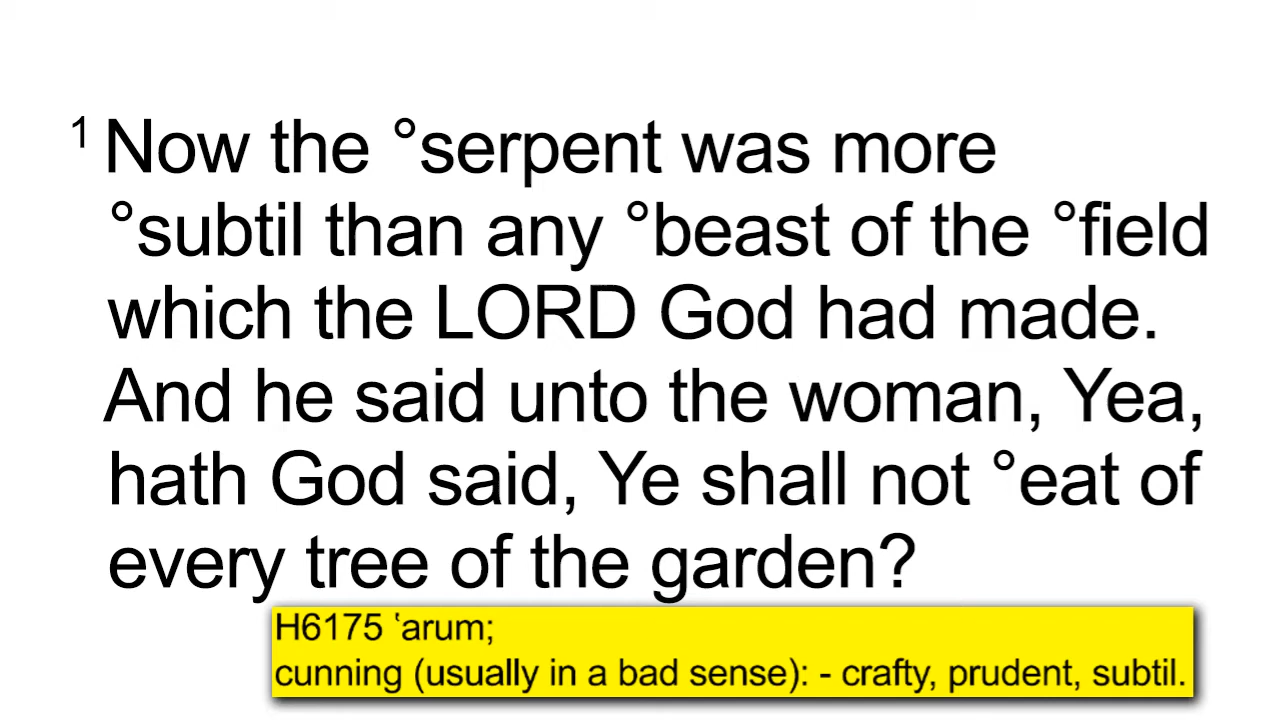 1 Now the °serpent was more
°subtil than any °beast of the °field
which the LORD God had made.
And he said unto the woman, Yea,
hath God said, Ye shall not °eat of
every tree of the garden?
H6175 ‛arum;
cunning (usually in a bad sense): - crafty, prudent, subtil.